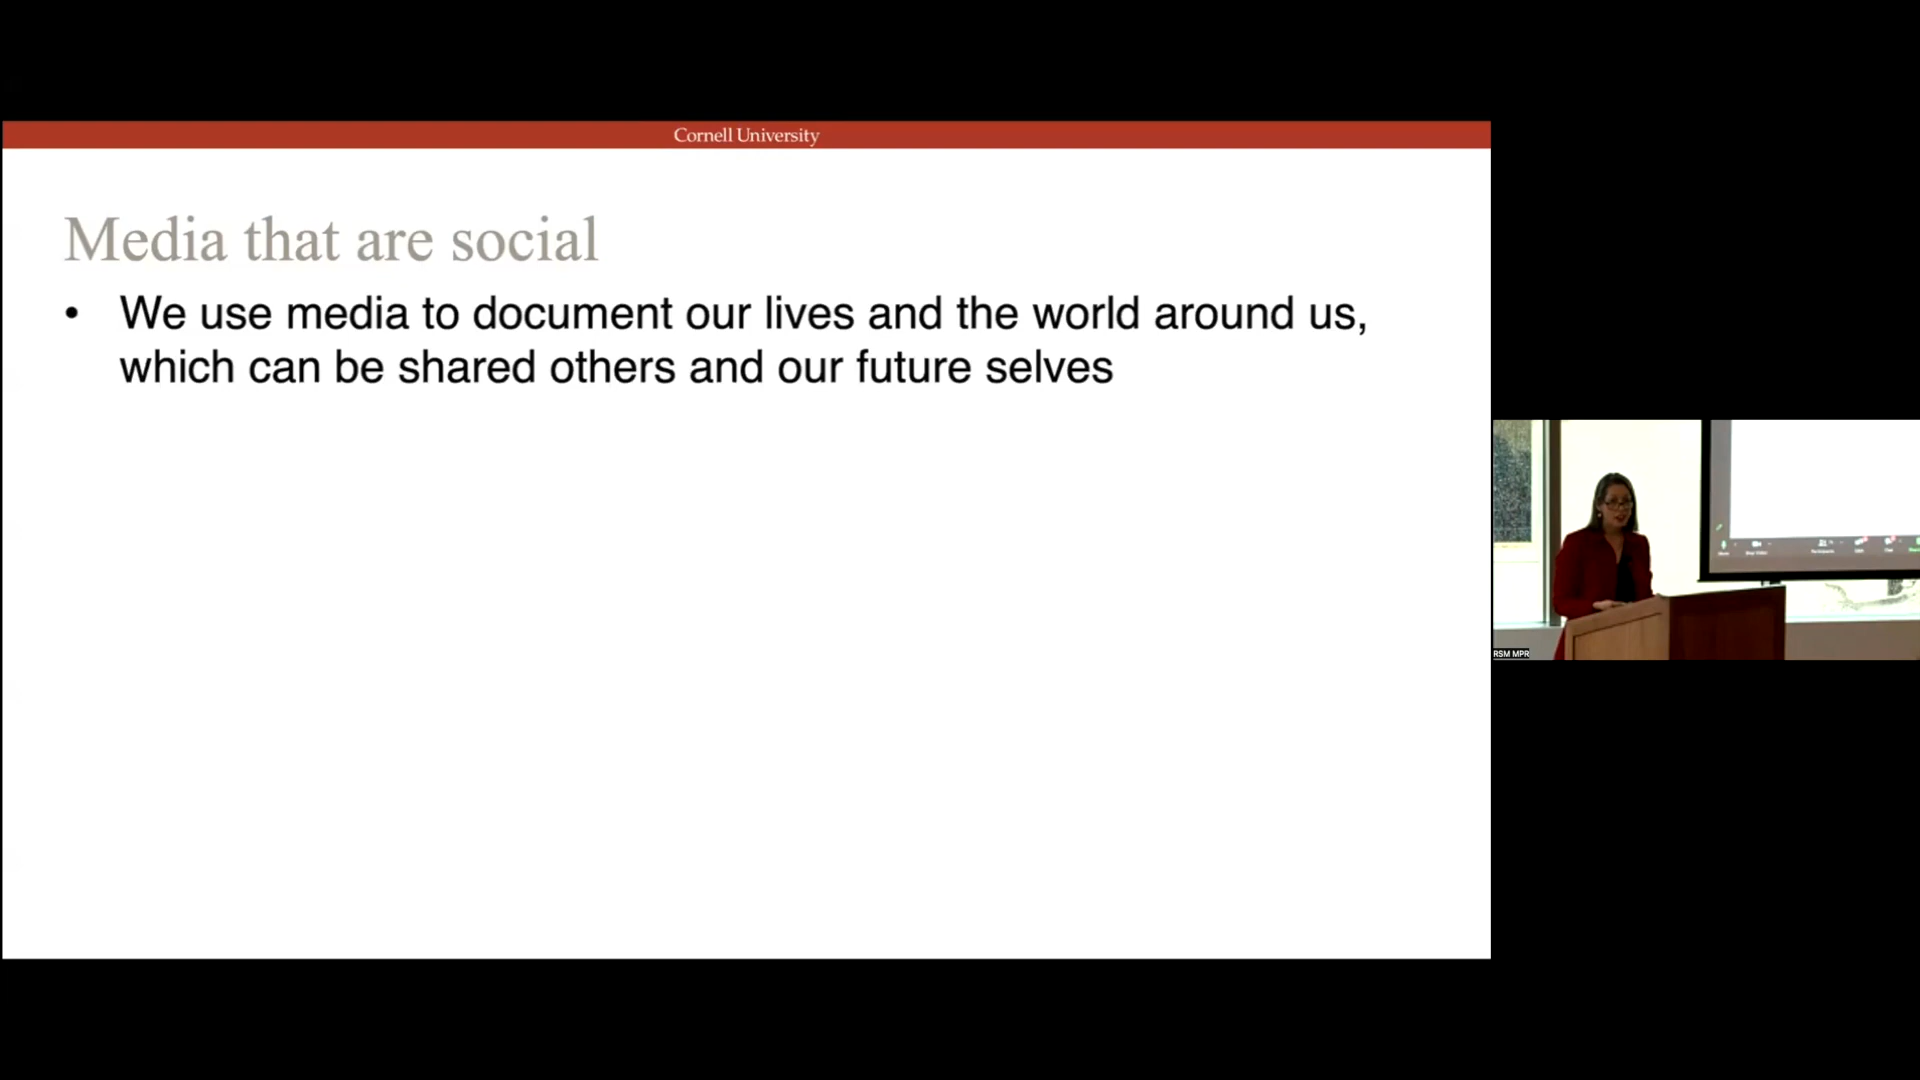 Cornell University
Media that are social
• We use media to document our lives and the world around us,
which can be shared others and our future selves
RSM MPR